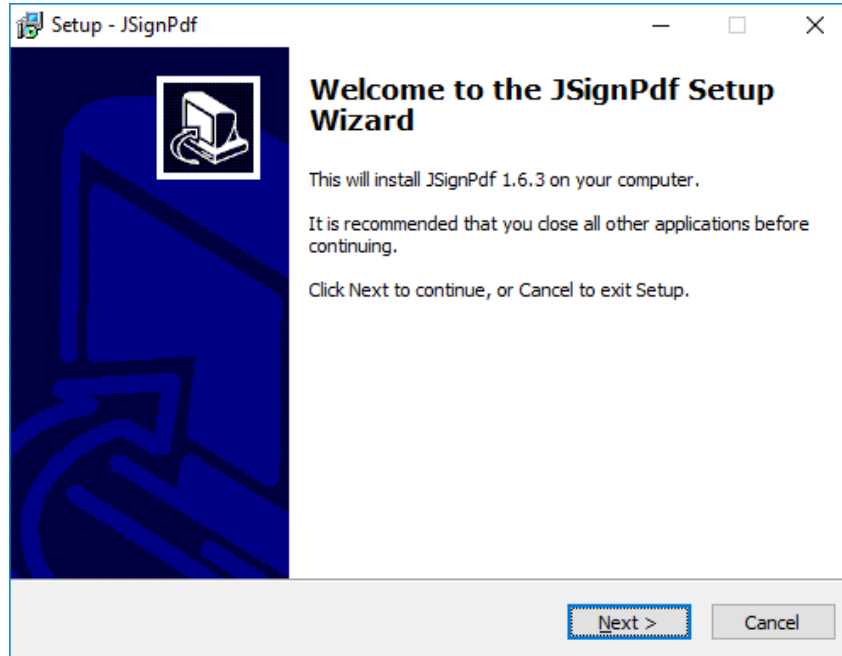 Setup - JSignPdf
Welcome to the JSignPdf Setup
Wizard
This will install JSignPdf 1.6.3 on your computer.
It is recommended that you close all other applications before
continuing.
Click Next to continue, or Cancel to exit Setup.
Next >
Cancel